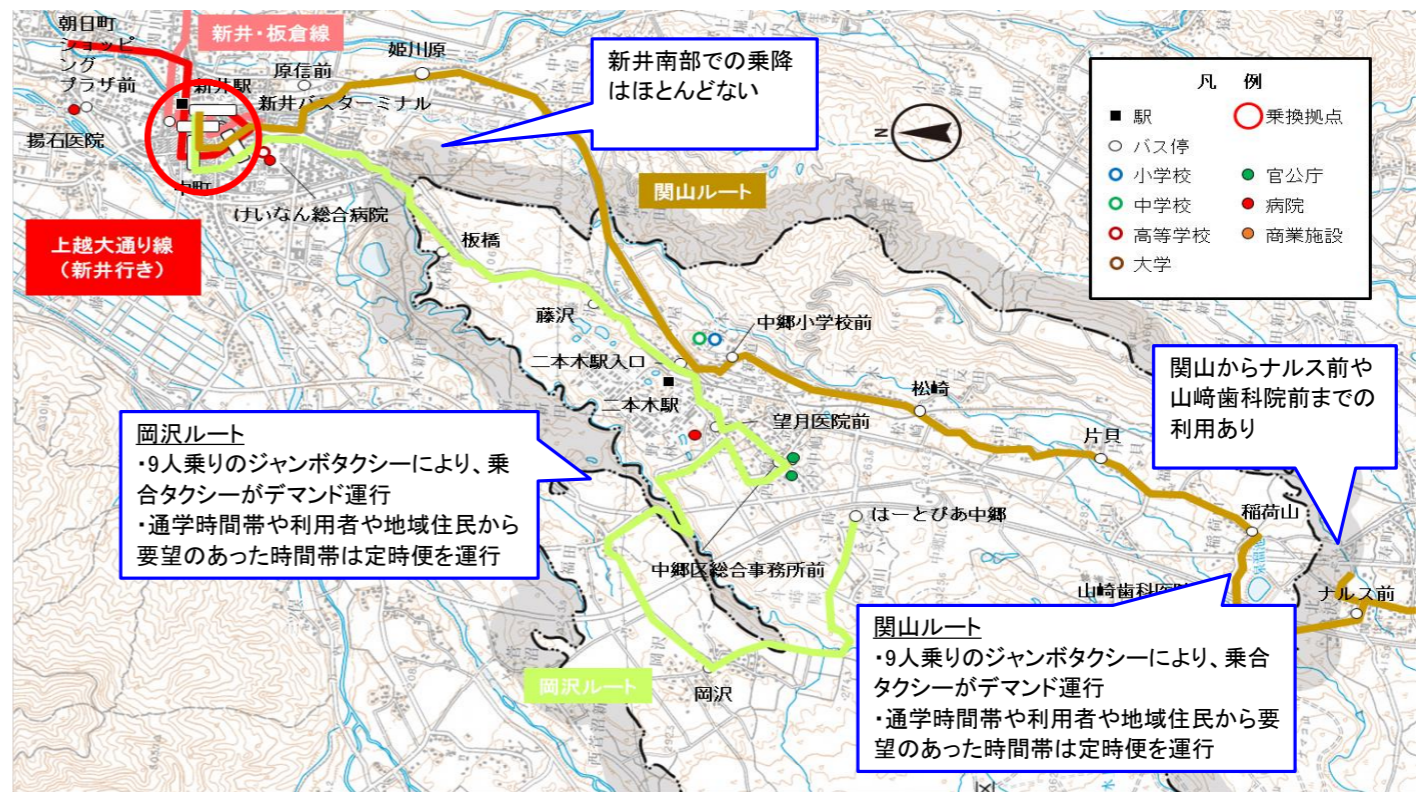 朝日町
ショッピ
ング
プラザ前
新井・板倉線
姫川原
原信前
新井駅
新井バスターミナル
揚石医院
中町
けいなん総合病院
上越大通り線
(新井行き)
新井南部での乗降
はほとんどない
N
凡 例
駅
乗換拠点
バス停
小学校
官公庁
中学校
病院
高等学校
商業施設
大学
関山ルート
板橋
藤沢
中郷小学校前
二本木駅入口
二本木駅
望月医院前
松崎
片貝
稲荷山
関山からナルス前や
山﨑歯科院前までの
利用あり
岡沢ルート
・9人乗りのジャンボタクシーにより、乗
合タクシーがデマンド運行
・通学時間帯や利用者や地域住民から
要望のあった時間帯は定時便を運行
はーとぴあ中郷
中郷区総合事務所前
山崎歯科医院
ナルス前
岡沢ルート
岡沢
関山ルート
・9人乗りのジャンボタクシーにより、乗合
タクシーがデマンド運行
・通学時間帯や利用者や地域住民から要
望のあった時間帯は定時便を運行